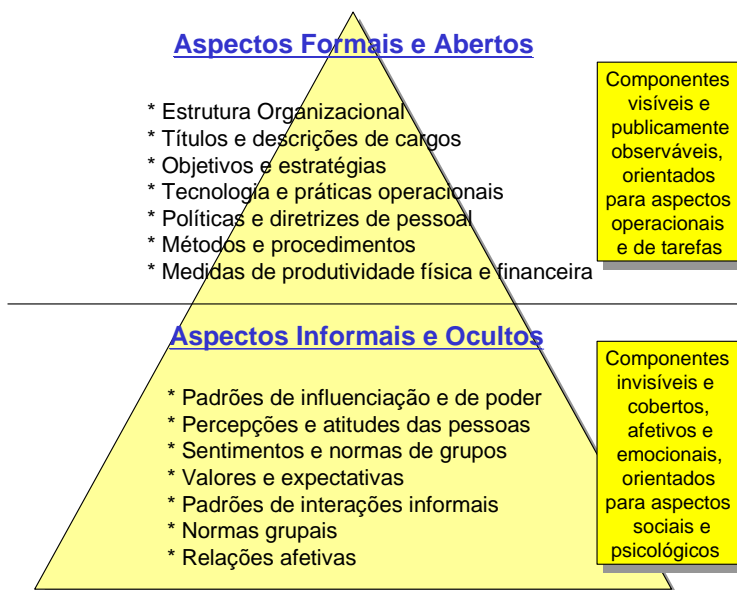 Aspectos Formais e Abertos
* Estrutura Organizacional
* Títulos e descrições de cargos
* Objetivos e estratégias
* Tecnologia e práticas operacionais
* Políticas e diretrizes de pessoal
* Métodos e procedimentos
* Medidas de produtividade física e financeira
Componentes
visíveis e
publicamente
observáveis,
orientados
para aspectos
operacionais
e de tarefas
Aspectos Informais e Ocultos
* Padrões de influenciação e de poder
* Percepções e atitudes das pessoas
* Sentimentos e normas de grupos
* Valores e expectativas
* Padrões de interações informais
* Normas grupais
* Relações afetivas
Componentes
invisíveis e
cobertos,
afetivos e
emocionais,
orientados
para aspectos
sociais e
psicológicos